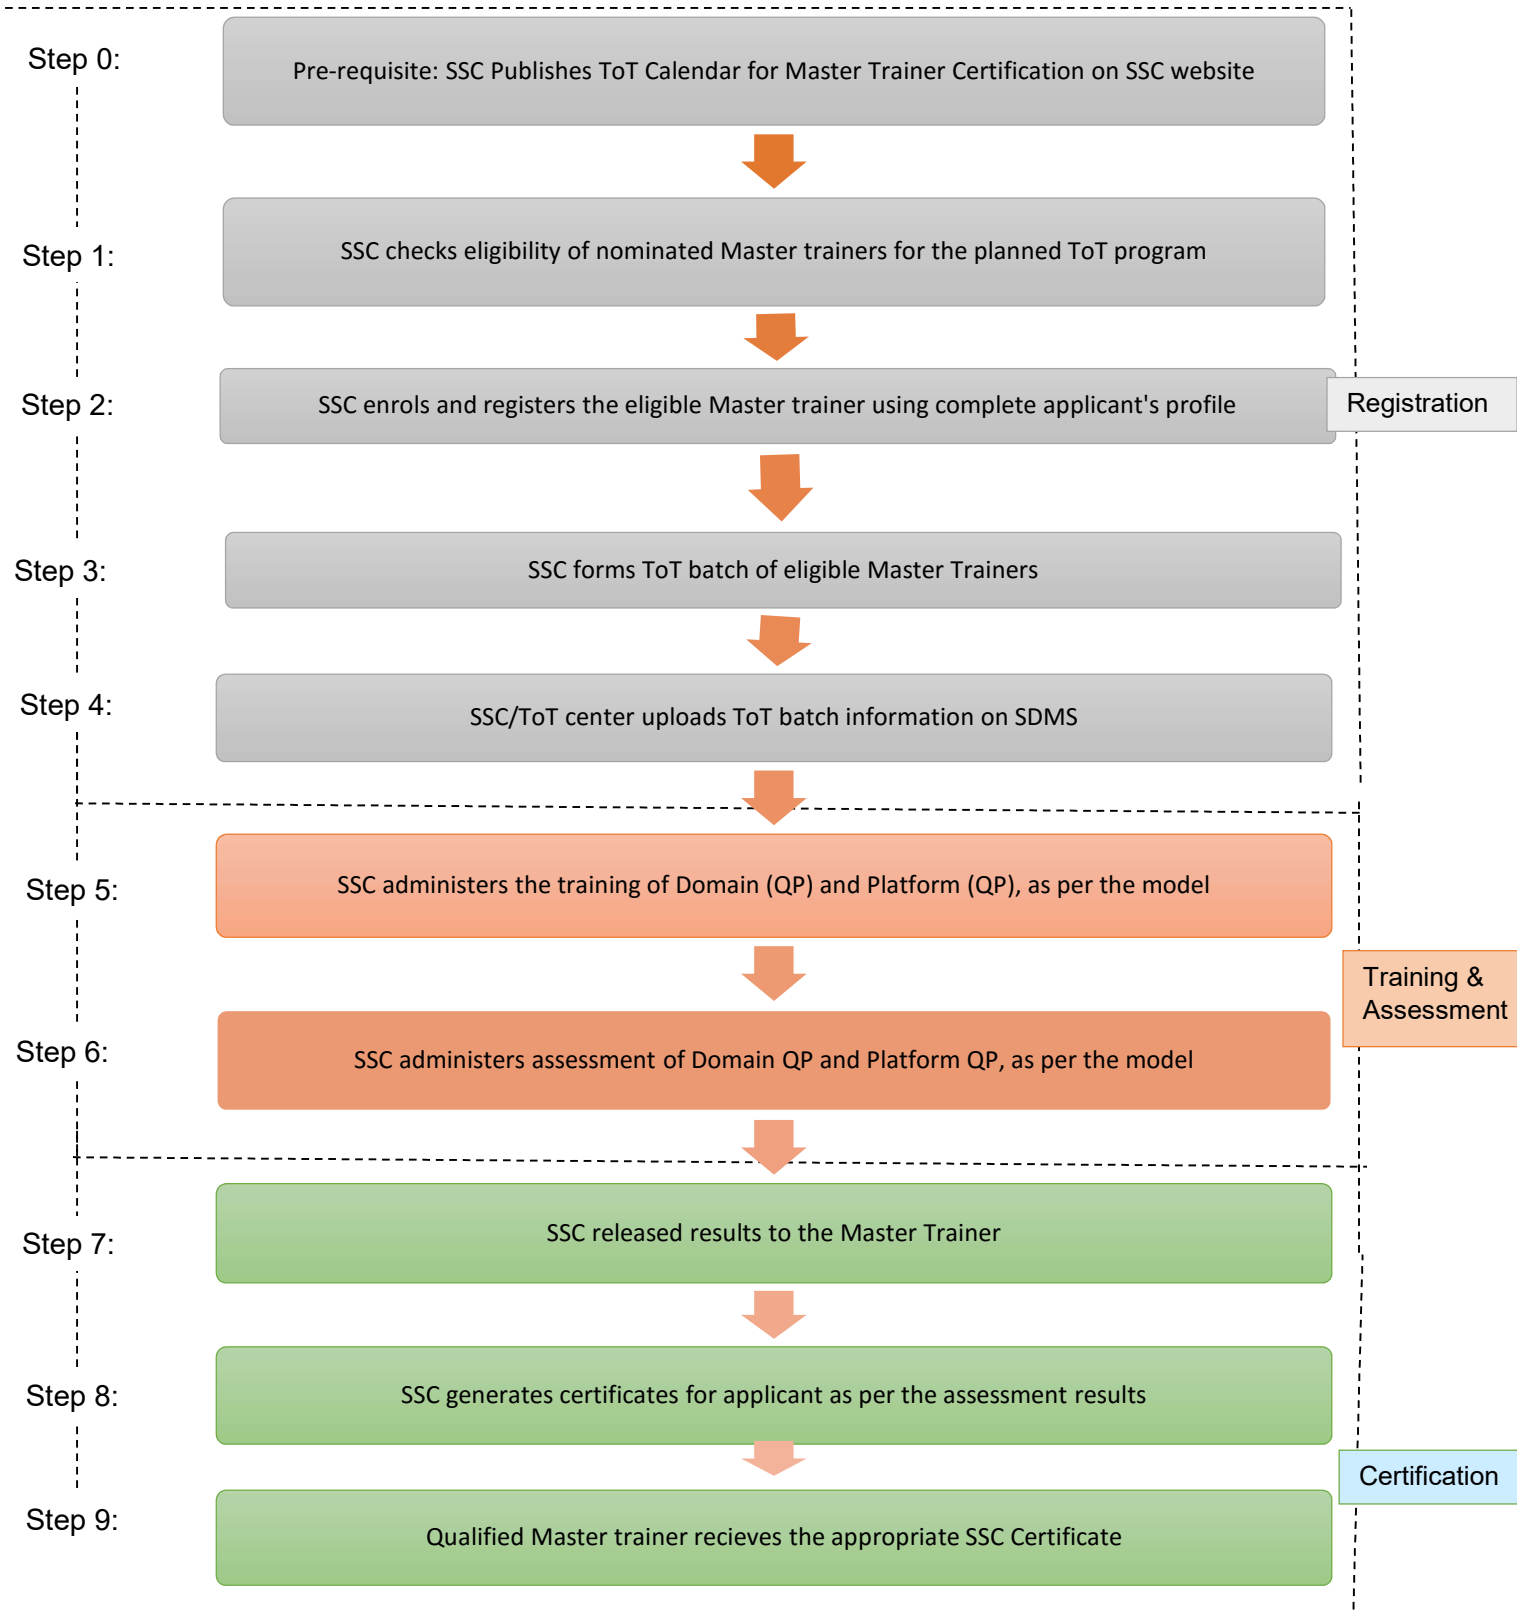 Step 0:
Pre-requisite: SSC Publishes ToT Calendar for Master Trainer Certification on SSC website
Step 1:
SSC checks eligibility of nominated Master trainers for the planned ToT program
Step 2:
SSC enrols and registers the eligible Master trainer using complete applicant's profile
Registration
Step 3:
SSC forms ToT batch of eligible Master Trainers
Step 4:
SSC/ToT center uploads ToT batch information on SDMS
Step 5:
SSC administers the training of Domain (QP) and Platform (QP), as per the model
Training &
Assessment
Step 6:
SSC administers assessment of Domain QP and Platform QP, as per the model
Step 7:
SSC released results to the Master Trainer
Step 8:
SSC generates certificates for applicant as per the assessment results
Certification
Step 9:
Qualified Master trainer recieves the appropriate SSC Certificate